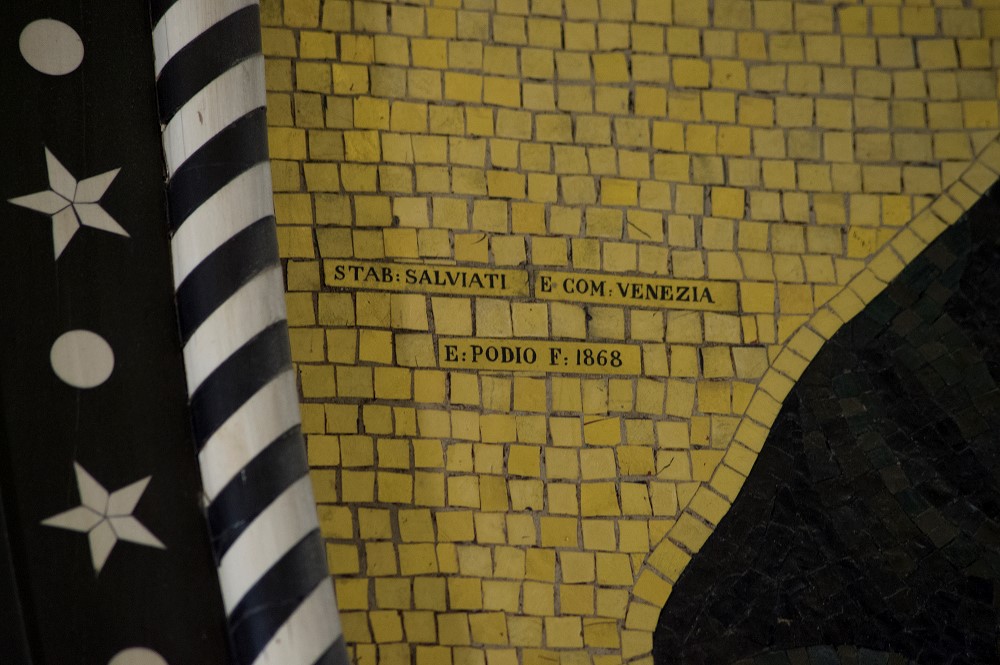 STAB: SALVIATI E COM: VENEZIA
E: PODIO F: 1868